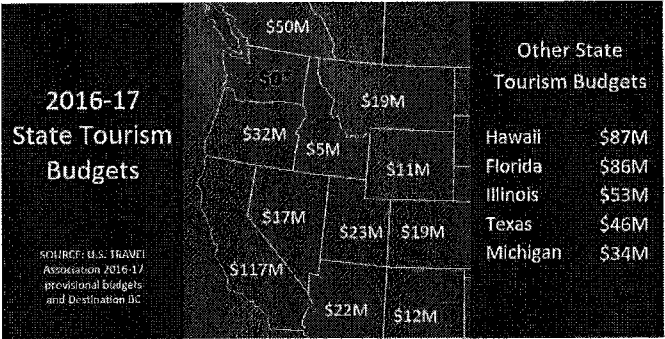 2016-17
State Tourism
Budgets
SOURCE: U.S. TRAVEL
Association 2016-17
provisional budgets
and Destination BC
$50M
$0
$19M
$32M
$5M
$11M
$17M
$23M
$19M
$117M
$22M
$12M
Other State
Tourism Budgets
Hawaii $87M
Florida $86M
Illinois $53M
Texas $46M
Michigan $34M